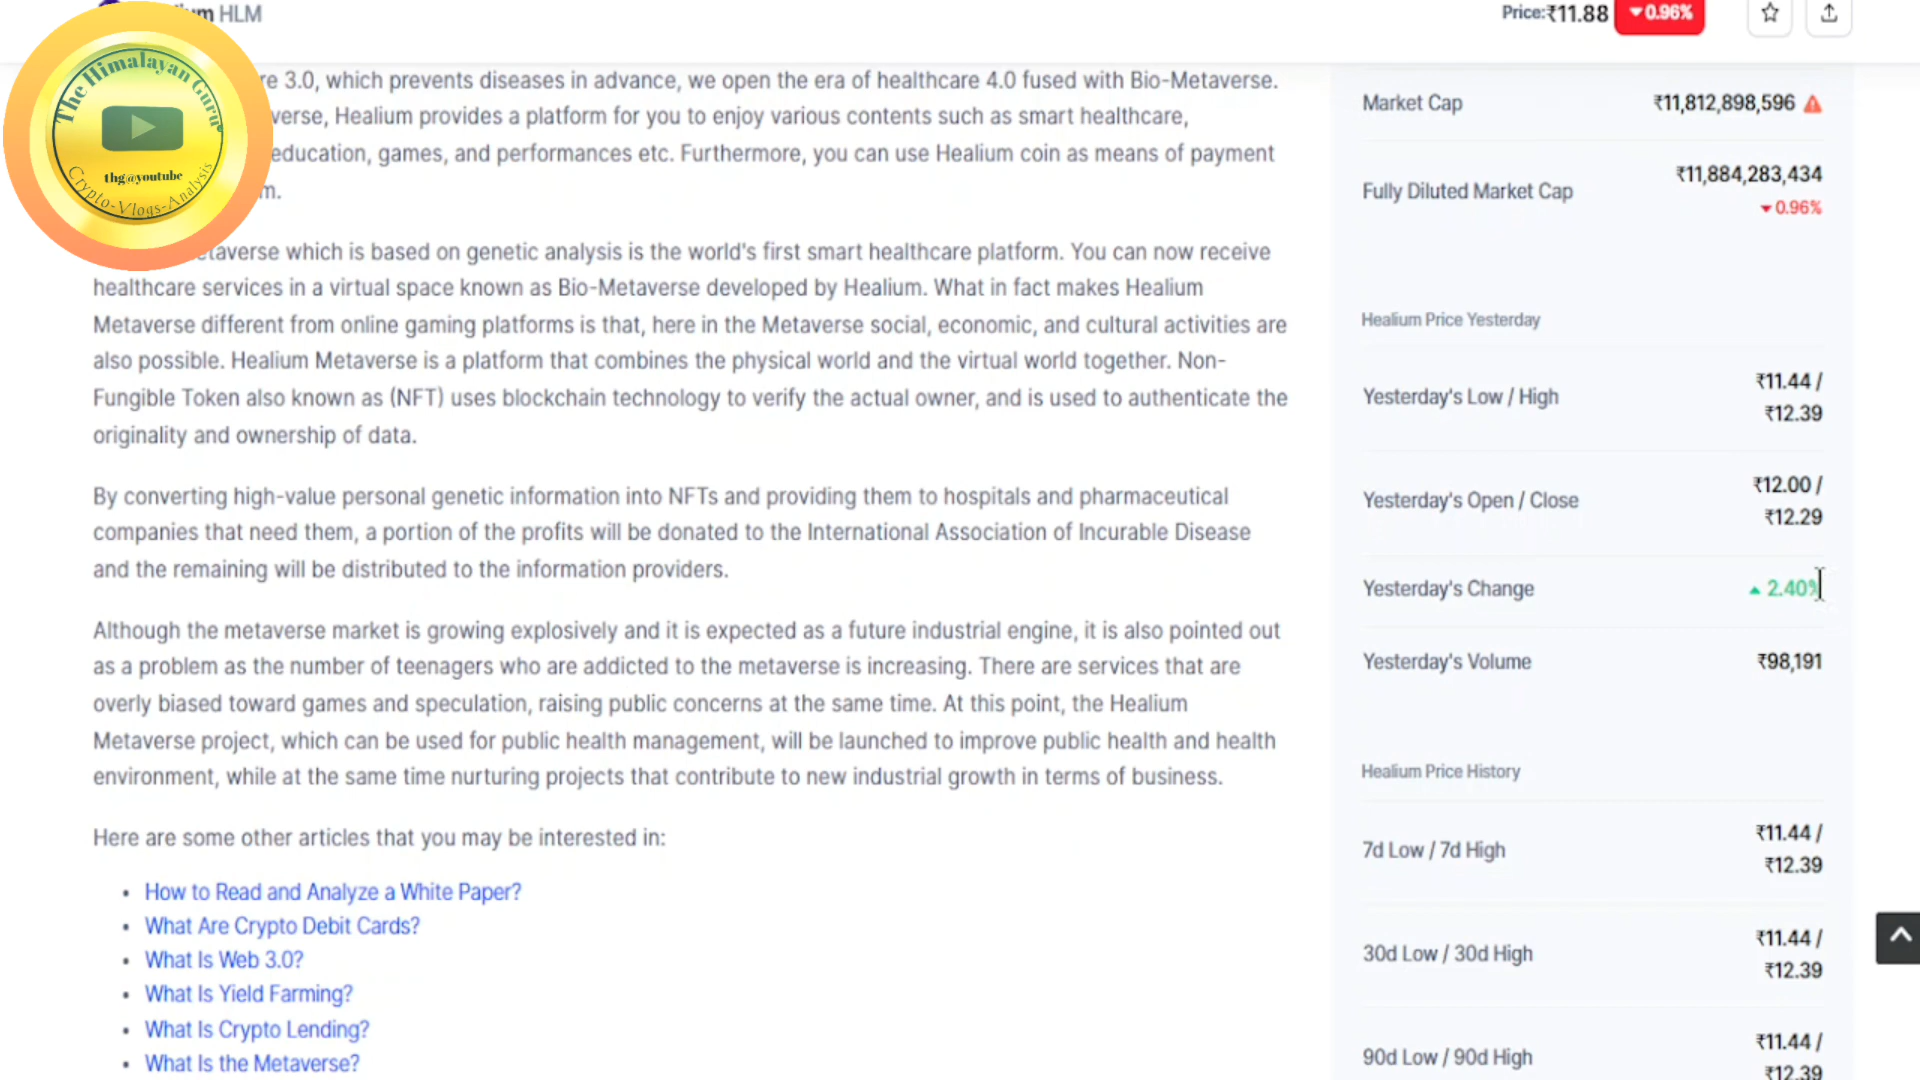 HLM
Price:₹11.88 ▼0.96%
The Himalayan Guru
thg@youtube
Crypto-Vlogs-Analysis
re 3.0, which prevents diseases in advance, we open the era of healthcare 4.0 fused with Bio-Metaverse.
verse, Healium provides a platform for you to enjoy various contents such as smart healthcare,
education, games, and performances etc. Furthermore, you can use Healium coin as means of payment
m.
etaverse which is based on genetic analysis is the world's first smart healthcare platform. You can now receive
healthcare services in a virtual space known as Bio-Metaverse developed by Healium. What in fact makes Healium
Metaverse different from online gaming platforms is that, here in the Metaverse social, economic, and cultural activities are
also possible. Healium Metaverse is a platform that combines the physical world and the virtual world together. Non-
Fungible Token also known as (NFT) uses blockchain technology to verify the actual owner, and is used to authenticate the
originality and ownership of data.
By converting high-value personal genetic information into NFTs and providing them to hospitals and pharmaceutical
companies that need them, a portion of the profits will be donated to the International Association of Incurable Disease
and the remaining will be distributed to the information providers.
Although the metaverse market is growing explosively and it is expected as a future industrial engine, it is also pointed out
as a problem as the number of teenagers who are addicted to the metaverse is increasing. There are services that are
overly biased toward games and speculation, raising public concerns at the same time. At this point, the Healium
Metaverse project, which can be used for public health management, will be launched to improve public health and health
environment, while at the same time nurturing projects that contribute to new industrial growth in terms of business.
Here are some other articles that you may be interested in:
• How to Read and Analyze a White Paper?
• What Are Crypto Debit Cards?
• What Is Web 3.0?
• What Is Yield Farming?
• What Is Crypto Lending?
• What Is the Metaverse?
Market Cap ₹11,812,898,596
Fully Diluted Market Cap ₹11,884,283,434
▼0.96%
Healium Price Yesterday
Yesterday's Low / High ₹11.44 /
₹12.39
Yesterday's Open / Close ₹12.00 /
₹12.29
Yesterday's Change ▲ 2.40%
Yesterday's Volume ₹98,191
Healium Price History
7d Low / 7d High ₹11.44 /
₹12.39
30d Low / 30d High ₹11.44 /
₹12.39
90d Low / 90d High ₹11.44 /
₹12.39